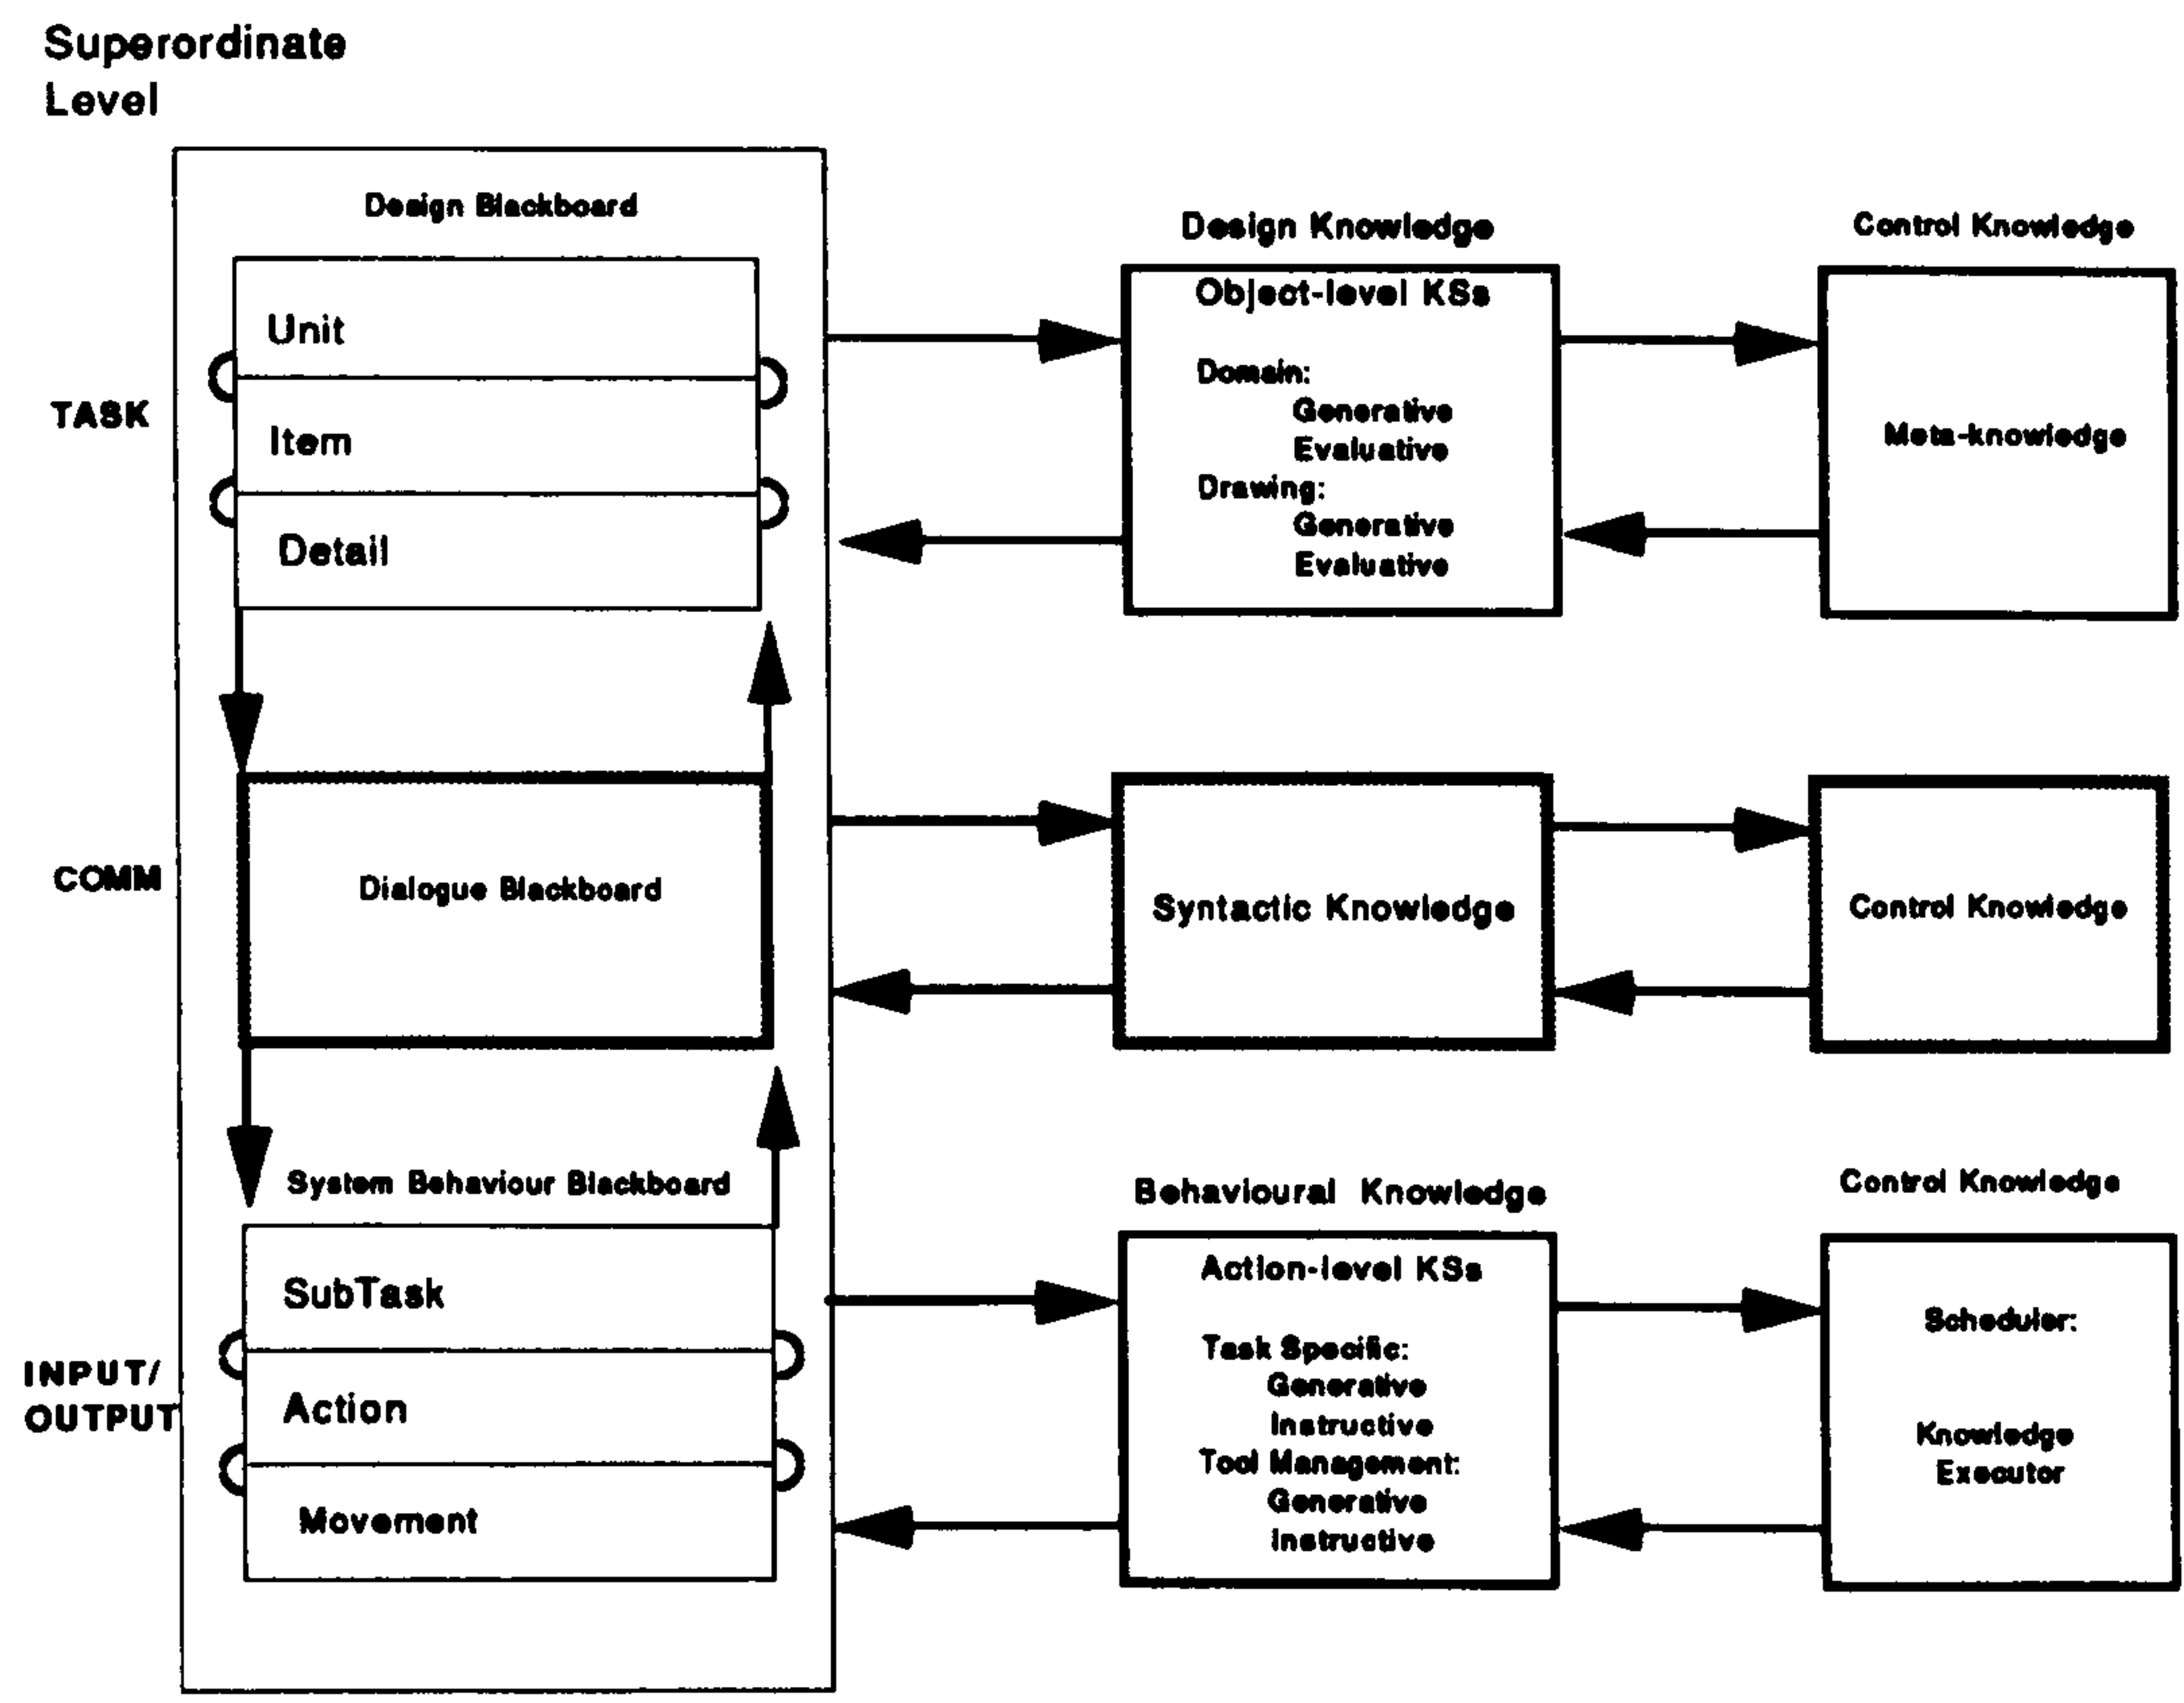 Superordinate
Level
Design Blackboard
Unit
Item
Detail
TASK
Design Knowledge
Object-level KSs
Domain:
Generative
Evaluative
Drawing:
Generative
Evaluative
Control Knowledge
Meta-knowledge
COMM
Dialogue Blackboard
Syntactic Knowledge
Control Knowledge
INPUT/
OUTPUT
System Behaviour Blackboard
SubTask
Action
Movement
Behavioural Knowledge
Action-level KSs
Task Specific:
Generative
Instructive
Tool Management:
Generative
Instructive
Control Knowledge
Scheduler:
Knowledge
Executor